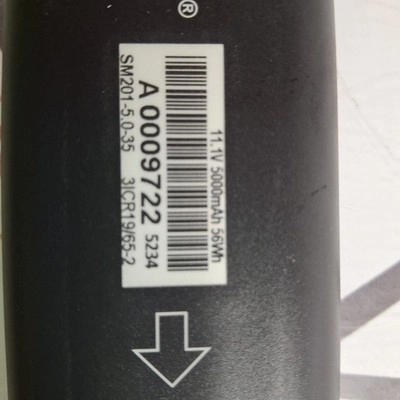 ®
11.1V 5000mAh 56Wh
A 0009722 5234
SM201-5.0-35 3ICR19/65-2